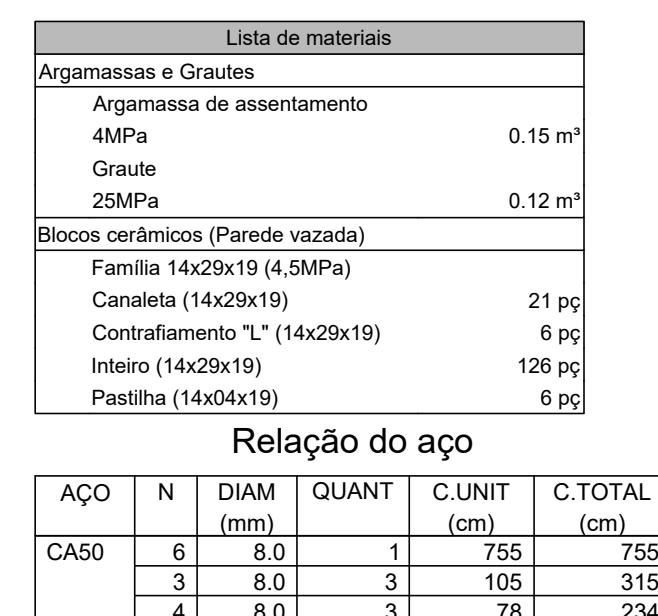 Lista de materiais
Argamassas e Grautes
Argamassa de assentamento
4MPa 0.15 m³
Graute
25MPa 0.12 m³
Blocos cerâmicos (Parede vazada)
Família 14x29x19 (4,5MPa)
Canaleta (14x29x19) 21 pç
Contrafiamento "L" (14x29x19) 6 pç
Inteiro (14x29x19) 126 pç
Pastilha (14x04x19) 6 pç
Relação do aço
AÇO N DIAM QUANT C.UNIT C.TOTAL
(mm) (cm) (cm)
CA50 6 8.0 1 755 755
3 8.0 3 105 315
4 8.0 3 78 234